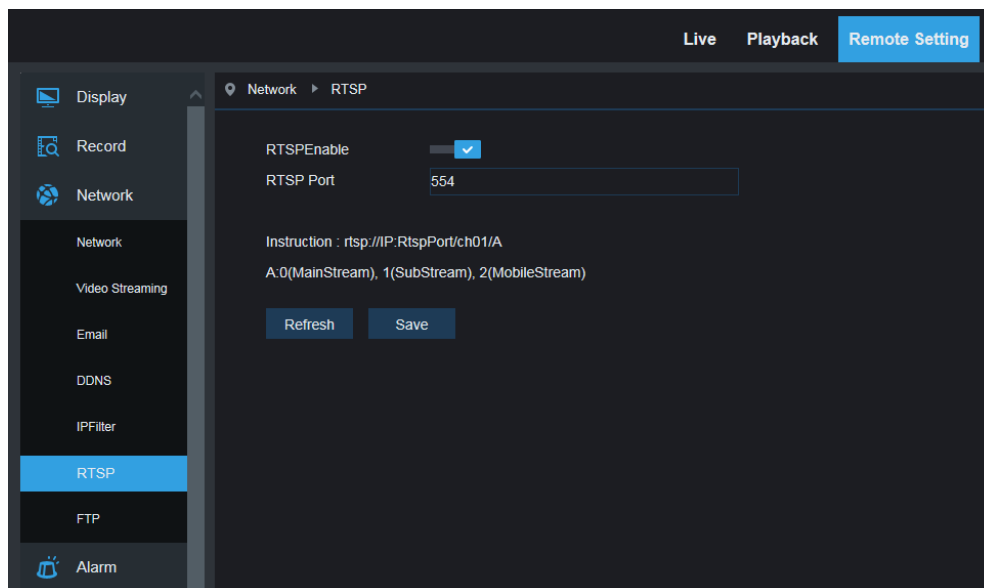 Live Playback Remote Setting
Display
Record
Network
Network
Video Streaming
Email
DDNS
IPFilter
RTSP
FTP
Alarm
Network RTSP
RTSPEnable
RTSP Port 554
Instruction : rtsp://IP:RtspPort/ch01/A
A:0(MainStream), 1(SubStream), 2(MobileStream)
Refresh Save